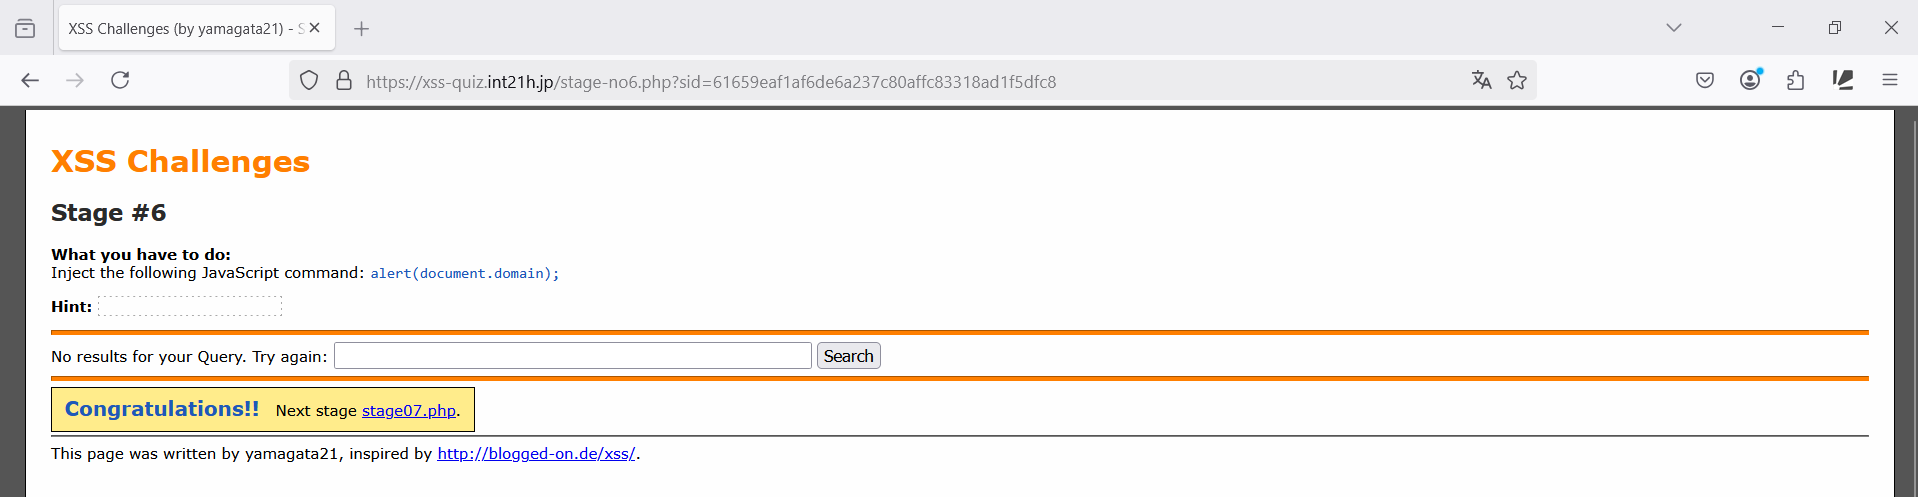 XSS Challenges (by yamagata21) - S
https://xss-quiz.int21h.jp/stage-no6.php?sid=61659eaf1af6de6a237c80affc83318ad1f5dfc8
XSS Challenges
Stage #6
What you have to do:
Inject the following JavaScript command: alert(document.domain);
Hint:
No results for your Query. Try again: Search
Congratulations!! Next stage stage07.php.
This page was written by yamagata21, inspired by http://blogged-on.de/xss/.